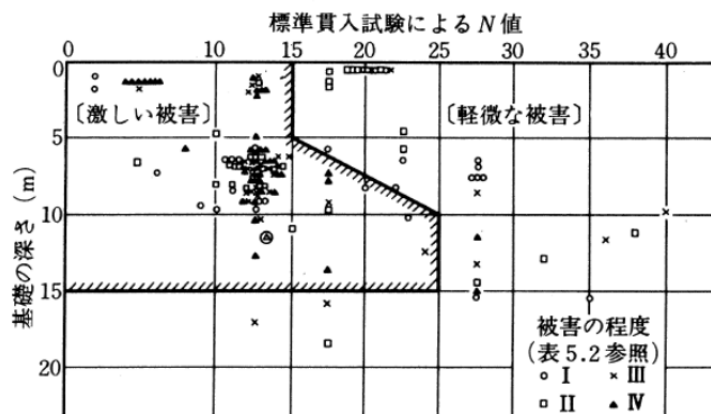 標準貫入試験によるN値
0 10 15 20 25 30 35 40
〔激しい被害〕 〔軽微な被害〕
基礎の深さ (m)
0
5
10
15
20
被害の程度
(表5.2参照)
○ I × III
□ II ▲ IV